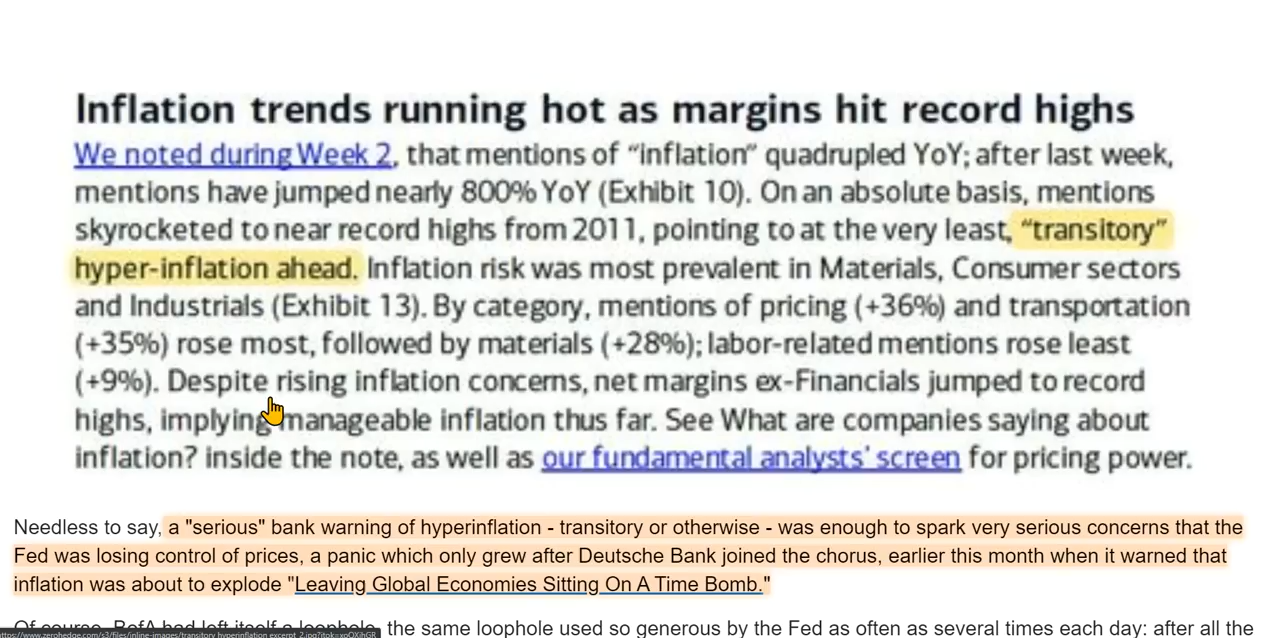 Inflation trends running hot as margins hit record highs
We noted during Week 2, that mentions of “inflation” quadrupled YoY; after last week,
mentions have jumped nearly 800% YoY (Exhibit 10). On an absolute basis, mentions
skyrocketed to near record highs from 2011, pointing to at the very least, “transitory”
hyper-inflation ahead. Inflation risk was most prevalent in Materials, Consumer sectors
and Industrials (Exhibit 13). By category, mentions of pricing (+36%) and transportation
(+35%) rose most, followed by materials (+28%); labor-related mentions rose least
(+9%). Despite rising inflation concerns, net margins ex-Financials jumped to record
highs, implying manageable inflation thus far. See What are companies saying about
inflation? inside the note, as well as our fundamental analysts’ screen for pricing power.
Needless to say, a "serious" bank warning of hyperinflation - transitory or otherwise - was enough to spark very serious concerns that the
Fed was losing control of prices, a panic which only grew after Deutsche Bank joined the chorus, earlier this month when it warned that
inflation was about to explode "Leaving Global Economies Sitting On A Time Bomb."
Of course, BofA had left itself a loophole, the same loophole used so generous by the Fed as often as several times each day: after all the